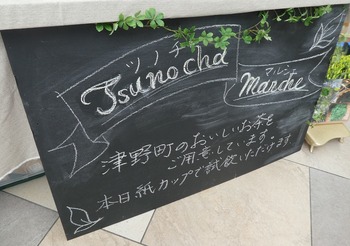 ツノチャ
Tsunocha
マルシェ
Marche
津野町のおいしいお茶を
ご用意しています。
本日紙カップで試飲いただけます